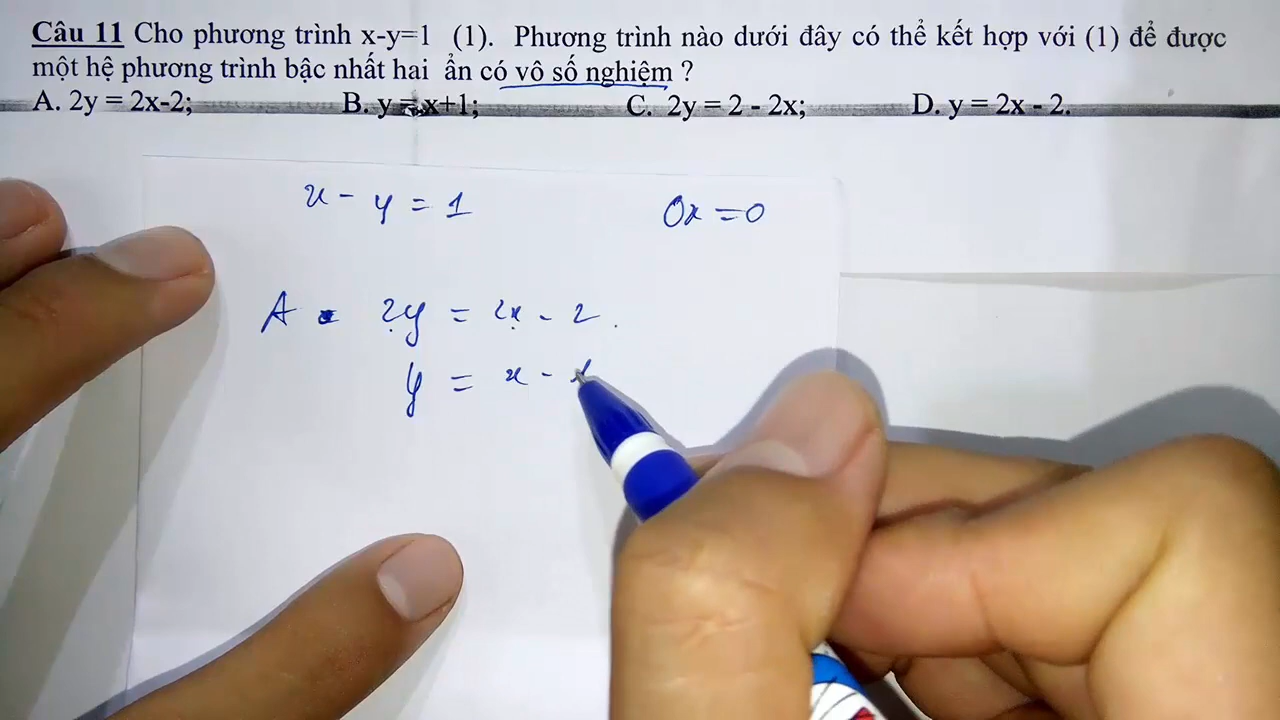 Câu 11 Cho phương trình x-y=1 (1). Phương trình nào dưới đây có thể kết hợp với (1) để được
một hệ phương trình bậc nhất hai ẩn có vô số nghiệm ?
A. 2y = 2x-2; B. y = x+1; C. 2y = 2 - 2x; D. y = 2x - 2.
x - y = 1 0x = 0
A. 2y = 2x - 2.
y = x - 1